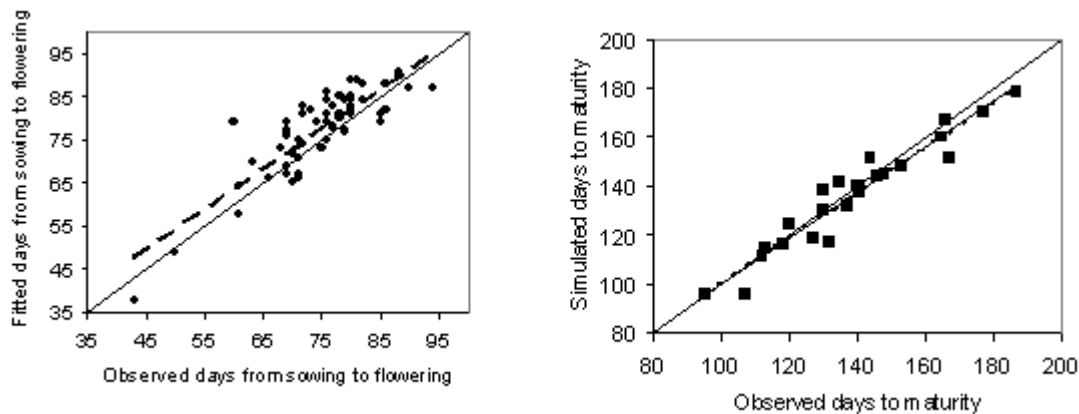 Fitted days from sowing to flowering
95
85
75
65
55
45
35
35 45 55 65 75 85 95
Observed days from sowing to flowering
Simulated days to maturity
200
180
160
140
120
100
80
80 100 120 140 160 180 200
Observed days to maturity